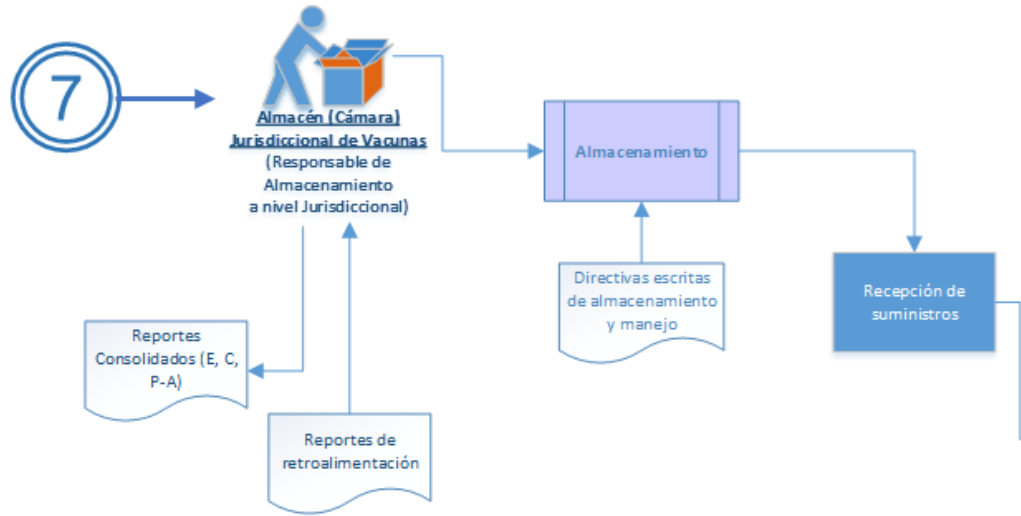 7
Almacén (Cámara)
Jurisdiccional de Vacunas
(Responsable de
Almacenamiento
a nivel Jurisdiccional)
Almacenamiento
Directivas escritas
de almacenamiento
y manejo
Recepción de
suministros
Reportes
Consolidados (E, C,
P-A)
Reportes de
retroalimentación